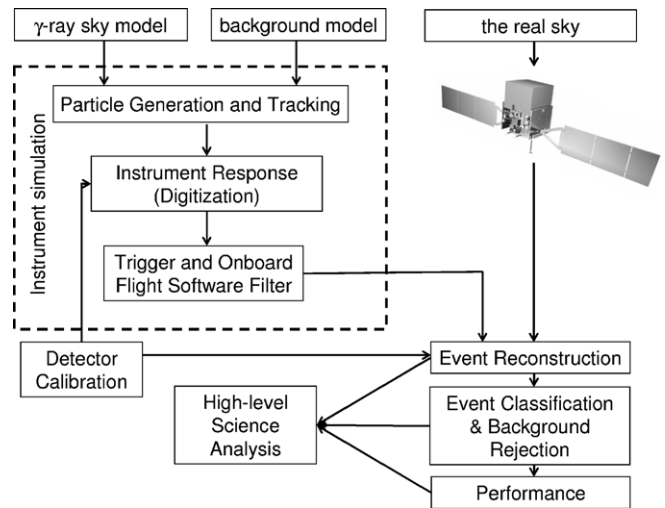 γ-ray sky model
background model
the real sky
Particle Generation and Tracking
Instrument simulation
Instrument Response
(Digitization)
Trigger and Onboard
Flight Software Filter
Detector
Calibration
Event Reconstruction
High-level
Science
Analysis
Event Classification
& Background
Rejection
Performance